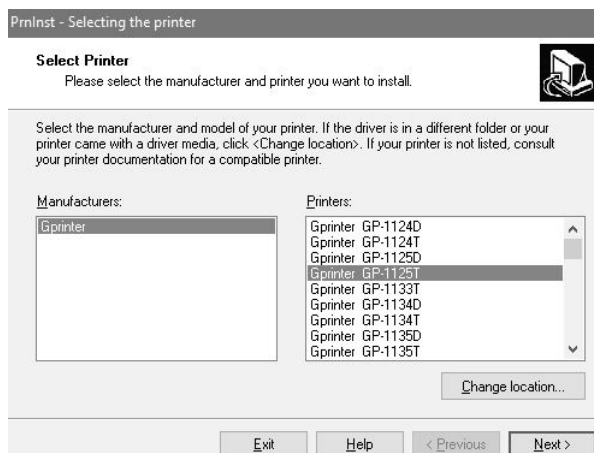 PrnInst - Selecting the printer
Select Printer
Please select the manufacturer and printer you want to install.
Select the manufacturer and model of your printer. If the driver is in a different folder or your
printer came with a driver media, click <Change location>. If your printer is not listed, consult
your printer documentation for a compatible printer.
Manufacturers:
Gprinter
Printers:
Gprinter GP-1124D
Gprinter GP-1124T
Gprinter GP-1125D
Gprinter GP-1125T
Gprinter GP-1133T
Gprinter GP-1134D
Gprinter GP-1134T
Gprinter GP-1135D
Gprinter GP-1135T
Change location...
Exit
Help
< Previous
Next >